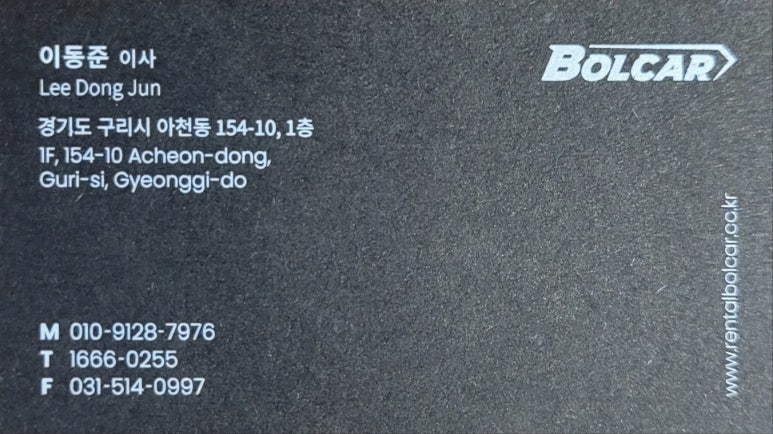 이동준 이사
Lee Dong Jun
BOLCAR
경기도 구리시 아천동 154-10, 1층
1F, 154-10 Acheon-dong,
Guri-si, Gyeonggi-do
www.rentalbolcar.co.kr
M 010-9128-7976
T 1666-0255
F 031-514-0997